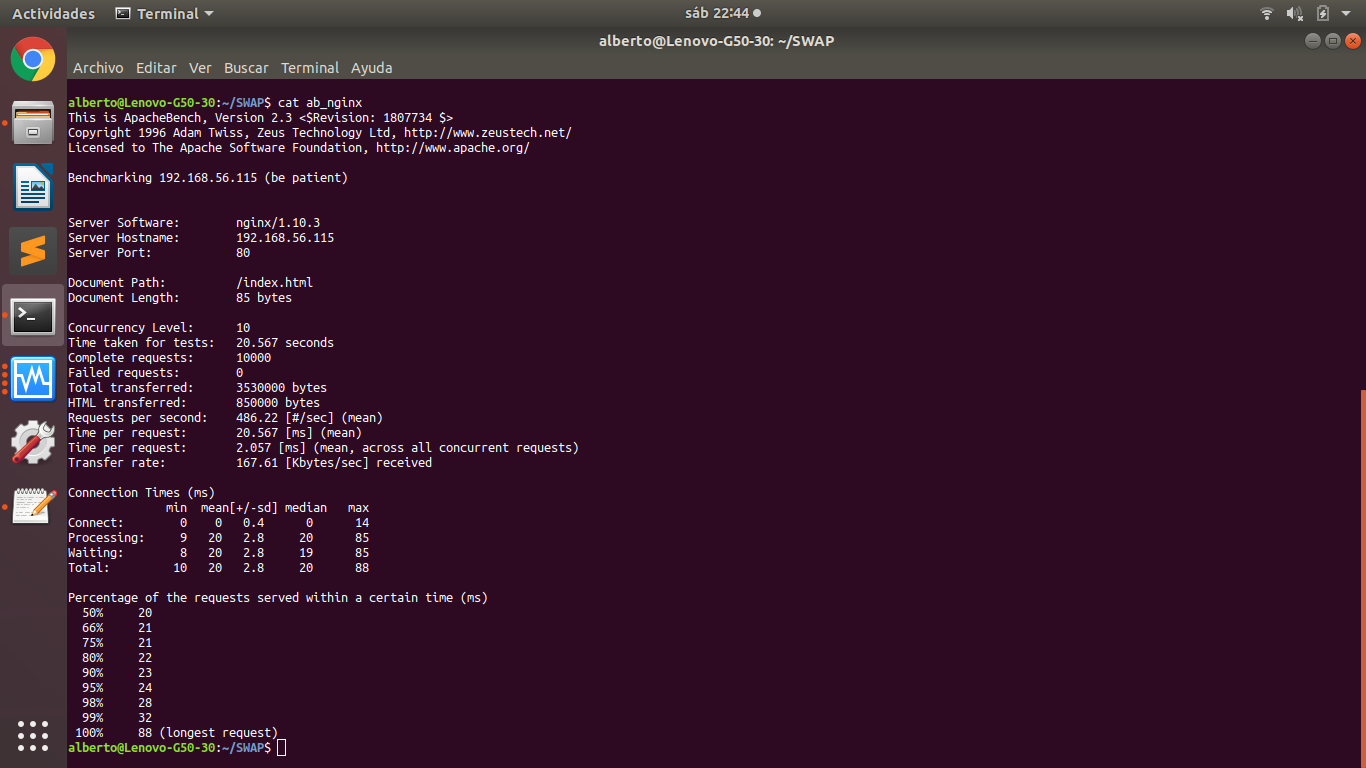 Actividades Terminal sáb 22:44
alberto@Lenovo-G50-30: ~/SWAP
Archivo Editar Ver Buscar Terminal Ayuda
alberto@Lenovo-G50-30:~/SWAP$ cat ab_nginx
This is ApacheBench, Version 2.3 <$Revision: 1807734 $>
Copyright 1996 Adam Twiss, Zeus Technology Ltd, http://www.zeustech.net/
Licensed to The Apache Software Foundation, http://www.apache.org/
Benchmarking 192.168.56.115 (be patient)
Server Software:        nginx/1.10.3
Server Hostname:        192.168.56.115
Server Port:            80
Document Path:          /index.html
Document Length:        85 bytes
Concurrency Level:      10
Time taken for tests:   20.567 seconds
Complete requests:      10000
Failed requests:        0
Total transferred:      3530000 bytes
HTML transferred:       850000 bytes
Requests per second:    486.22 [#/sec] (mean)
Time per request:       20.567 [ms] (mean)
Time per request:       2.057 [ms] (mean, across all concurrent requests)
Transfer rate:          167.61 [Kbytes/sec] received
Connection Times (ms)
              min  mean[+/-sd] median   max
Connect:        0    0   0.4      0      14
Processing:     9   20   2.8     20      85
Waiting:        8   20   2.8     19      85
Total:         10   20   2.8     20      88
Percentage of the requests served within a certain time (ms)
  50%     20
  66%     21
  75%     21
  80%     22
  90%     23
  95%     24
  98%     28
  99%     32
 100%     88 (longest request)
alberto@Lenovo-G50-30:~/SWAP$